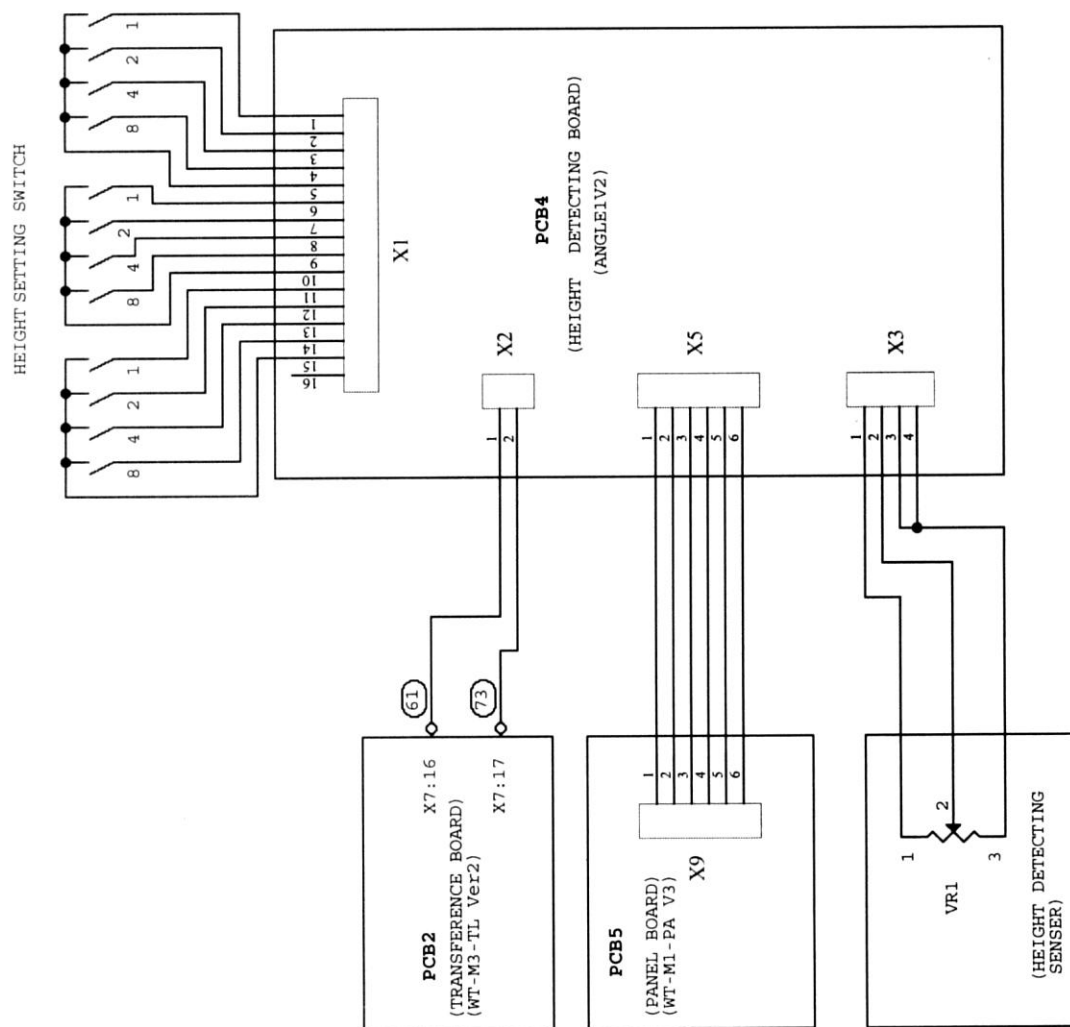 HEIGHT SETTING SWITCH
1
2
4
8
1
2
4
8
1
2
4
8
1
2
3
4
5
6
7
8
9
10
11
12
13
14
15
16
X1
PCB4
(HEIGHT DETECTING BOARD)
(ANGLE1V2)
X2
1
2
X5
1
2
3
4
5
6
X3
1
2
3
4
61
73
X7:16
X7:17
PCB2
(TRANSFERENCE BOARD)
(WT-M3-TL Ver2)
1
2
3
4
5
6
X9
PCB5
(PANEL BOARD)
(WT-M1-PA V3)
1
2
3
VR1
(HEIGHT DETECTING
SENSER)